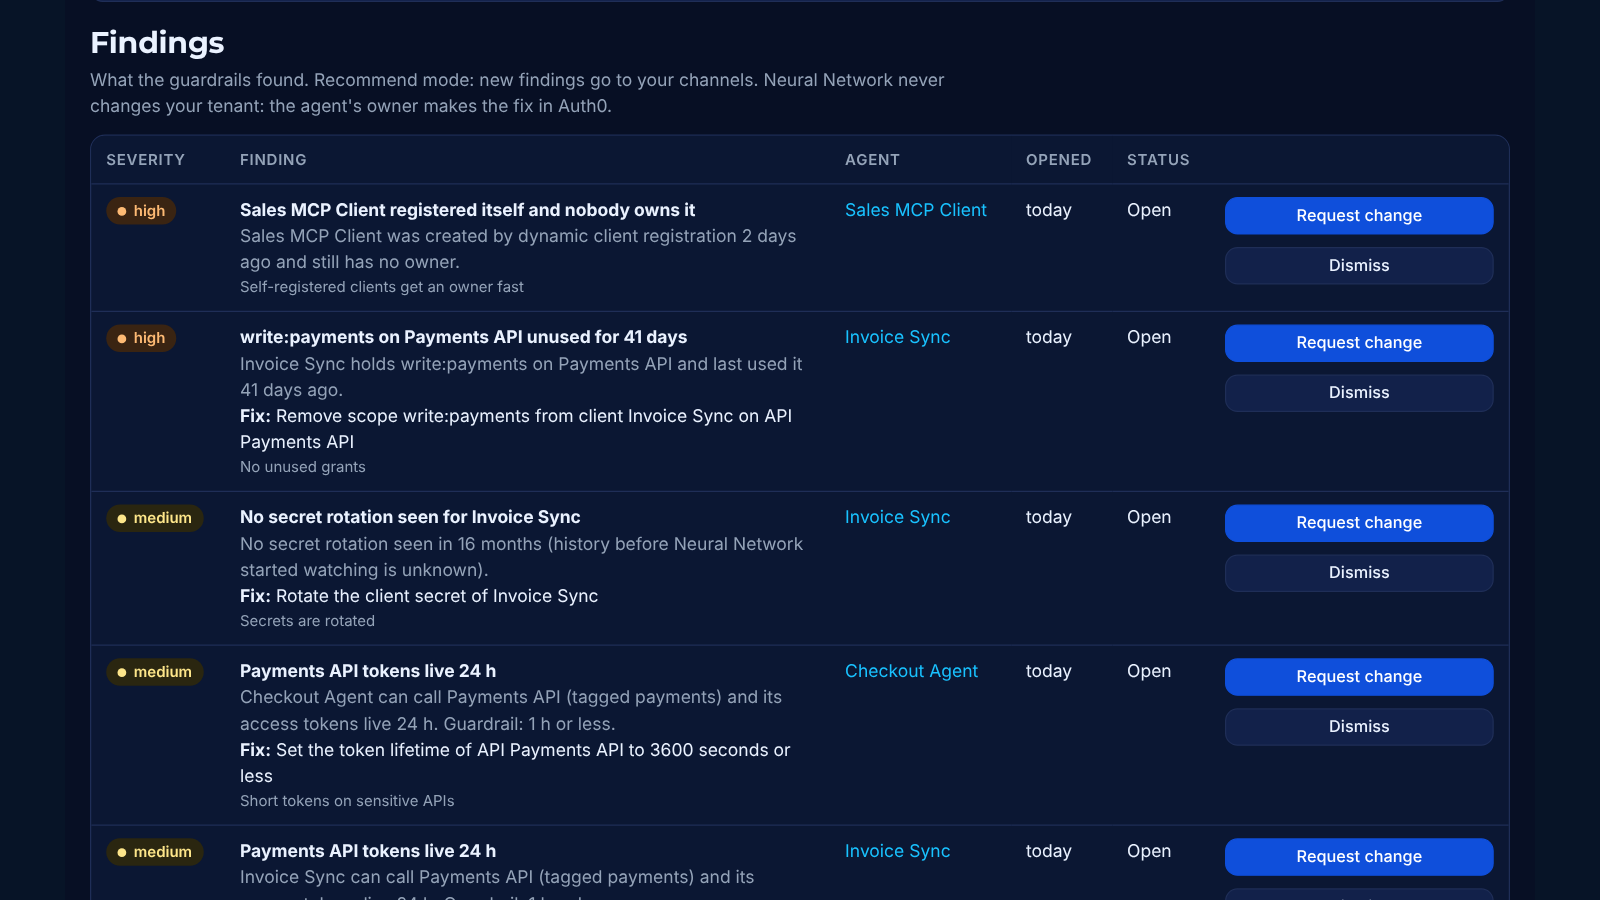 Findings
What the guardrails found. Recommend mode: new findings go to your channels. Neural Network never
changes your tenant: the agent's owner makes the fix in Auth0.
SEVERITY FINDING AGENT OPENED STATUS
high Sales MCP Client registered itself and nobody owns it Sales MCP Client today Open Request change
Sales MCP Client was created by dynamic client registration 2 days
ago and still has no owner. Dismiss
Self-registered clients get an owner fast
high write:payments on Payments API unused for 41 days Invoice Sync today Open Request change
Invoice Sync holds write:payments on Payments API and last used it
41 days ago. Dismiss
Fix: Remove scope write:payments from client Invoice Sync on API
Payments API
No unused grants
medium No secret rotation seen for Invoice Sync Invoice Sync today Open Request change
No secret rotation seen in 16 months (history before Neural Network
started watching is unknown). Dismiss
Fix: Rotate the client secret of Invoice Sync
Secrets are rotated
medium Payments API tokens live 24 h Checkout Agent today Open Request change
Checkout Agent can call Payments API (tagged payments) and its
access tokens live 24 h. Guardrail: 1 h or less. Dismiss
Fix: Set the token lifetime of API Payments API to 3600 seconds or
less
Short tokens on sensitive APIs
medium Payments API tokens live 24 h Invoice Sync today Open Request change
Invoice Sync can call Payments API (tagged payments) and its